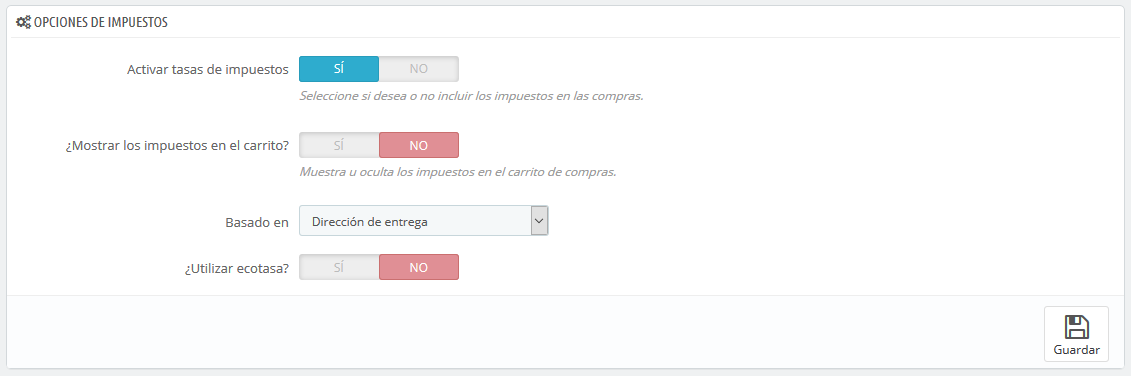 OPCIONES DE IMPUESTOS
Activar tasas de impuestos SÍ NO
Seleccione si desea o no incluir los impuestos en las compras.
¿Mostrar los impuestos en el carrito? SÍ NO
Muestra u oculta los impuestos en el carrito de compras.
Basado en Dirección de entrega
¿Utilizar ecotasa? SÍ NO
Guardar